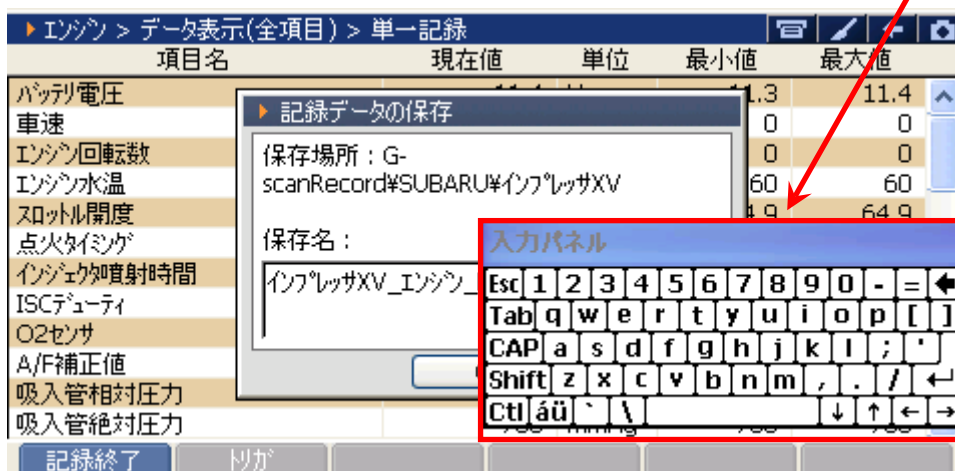 エンジン > データ表示(全項目) > 単一記録
項目名 現在値 単位 最小値 最大値
バッテリ電圧 11.3 11.4
車速 0 0
エンジン回転数 0 0
エンジン水温 60 60
スロットル開度 64.9
点火タイミング
インジェクタ噴射時間
ISCデューティ
O2センサ
A/F補正値
吸入管相対圧力
吸入管絶対圧力
記録データの保存
保存場所:G-
scanRecord¥SUBARU¥インプレッサXV
保存名:
インプレッサXV_エンジン_
入力パネル
Esc 1 2 3 4 5 6 7 8 9 0 - =
Tab q w e r t y u i o p [ ]
CAP a s d f g h j k l ; '
Shift z x c v b n m , . /
Ctl áü ` \ ↓ ↑ ← →
記録終了 トリガ